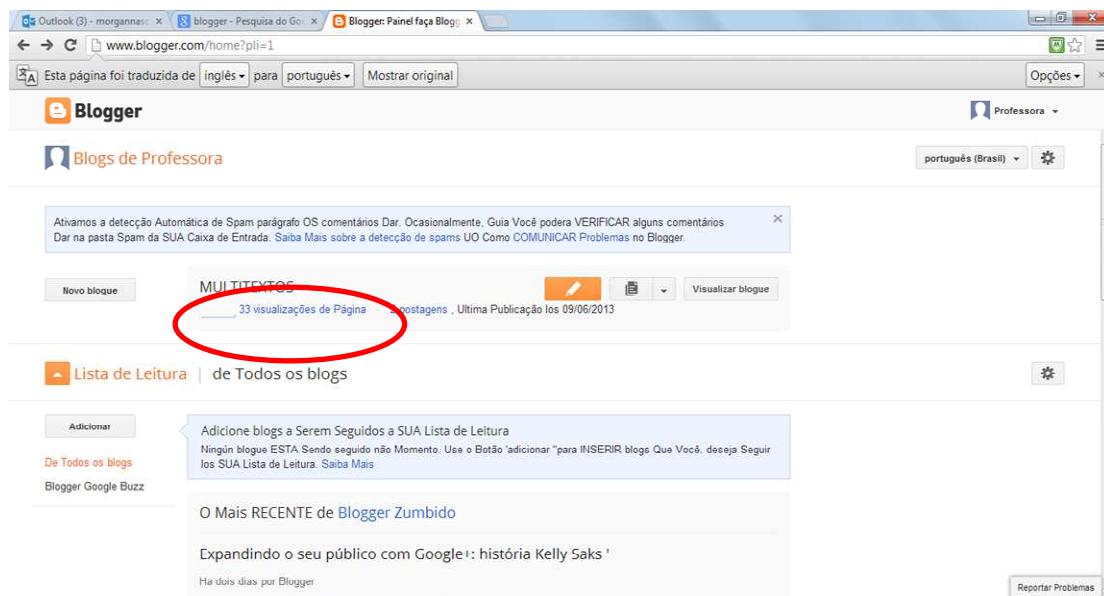 Outlook (3) - morgannasc
blogger - Pesquisa do Go
Blogger: Painel faça Blogg
www.blogger.com/home?pli=1
Esta página foi traduzida de inglês para português Mostrar original Opções
Blogger Professora
Blogs de Professora português (Brasil)
Ativamos a detecção Automática de Spam parágrafo OS comentários Dar. Ocasionalmente, Guia Você podera VERIFICAR alguns comentários
Dar na pasta Spam da SUA Caixa de Entrada. Saiba Mais sobre a detecção de spams UO Como COMUNICAR Problemas no Blogger.
Novo blogue MULTITEXTOS Visualizar blogue
, 33 visualizações de Página - postagens , Ultima Publicação los 09/06/2013
Lista de Leitura | de Todos os blogs
Adicionar
Adicione blogs a Serem Seguidos a SUA Lista de Leitura
Ningún blogue ESTA Sendo seguido não Momento. Use o Botão 'adicionar "para INSERIR blogs Que Você. deseja Seguir
los SUA Lista de Leitura. Saiba Mais
De Todos os blogs
Blogger Google Buzz
O Mais RECENTE de Blogger Zumbido
Expandindo o seu público com Google+: história Kelly Saks '
Ha dois dias por Blogger
Reportar Problemas